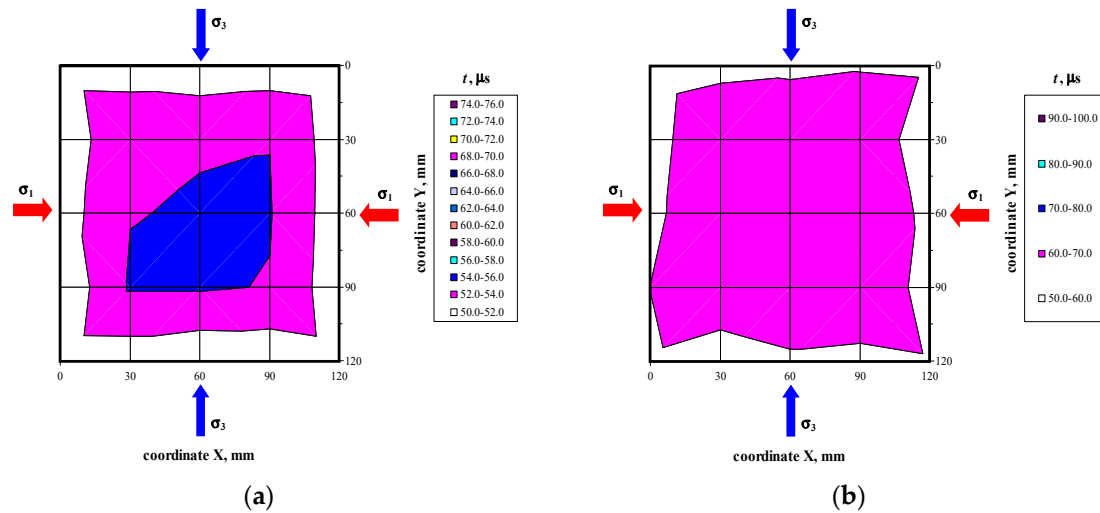 σ3
t, μs
74.0-76.0
72.0-74.0
70.0-72.0
68.0-70.0
66.0-68.0
64.0-66.0
62.0-64.0
60.0-62.0
58.0-60.0
56.0-58.0
54.0-56.0
52.0-54.0
50.0-52.0
σ1
σ1
coordinate Y, mm
0
30
60
90
120
0
30
60
90
120
σ3
coordinate X, mm
(a)
σ3
t, μs
90.0-100.0
80.0-90.0
70.0-80.0
60.0-70.0
50.0-60.0
σ1
σ1
coordinate Y, mm
0
30
60
90
120
0
30
60
90
120
σ3
coordinate X, mm
(b)